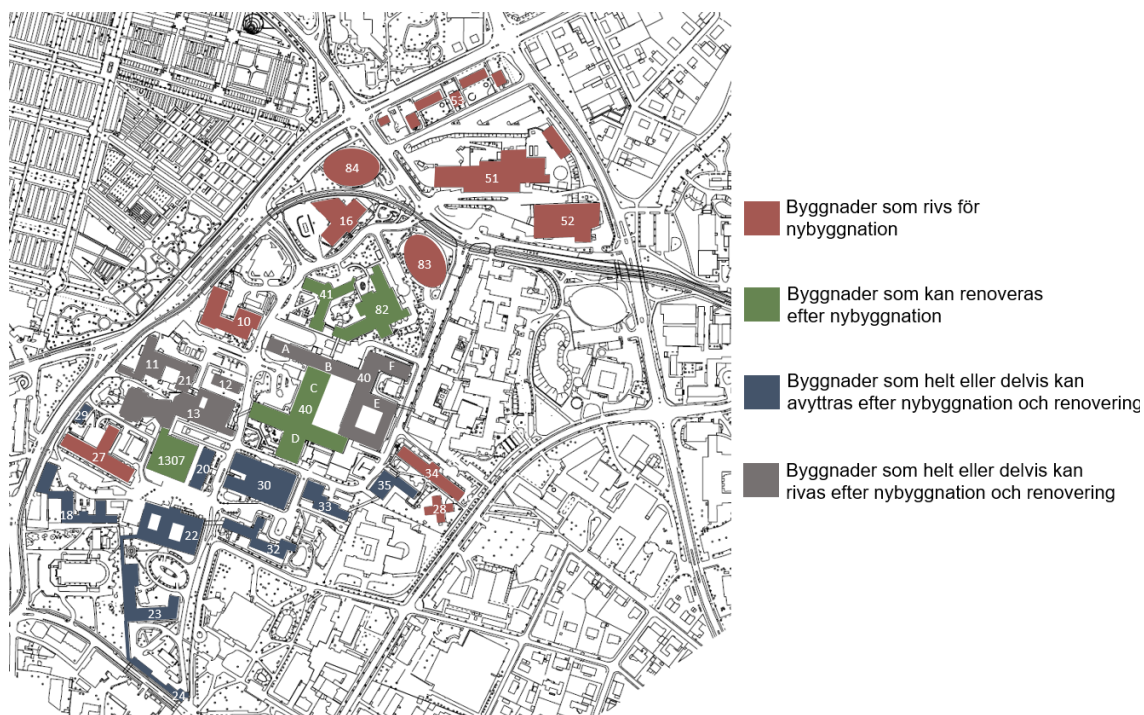 84
51
16
52
83
41
82
10
A
B
F
11
40
21
12
C
E
13
40
29
D
27
1307
20
34
30
35
33
28
18
22
32
23
24
Byggnader som rivs för
nybyggnation
Byggnader som kan renoveras
efter nybyggnation
Byggnader som helt eller delvis kan
avyttras efter nybyggnation och renovering
Byggnader som helt eller delvis kan
rivas efter nybyggnation och renovering